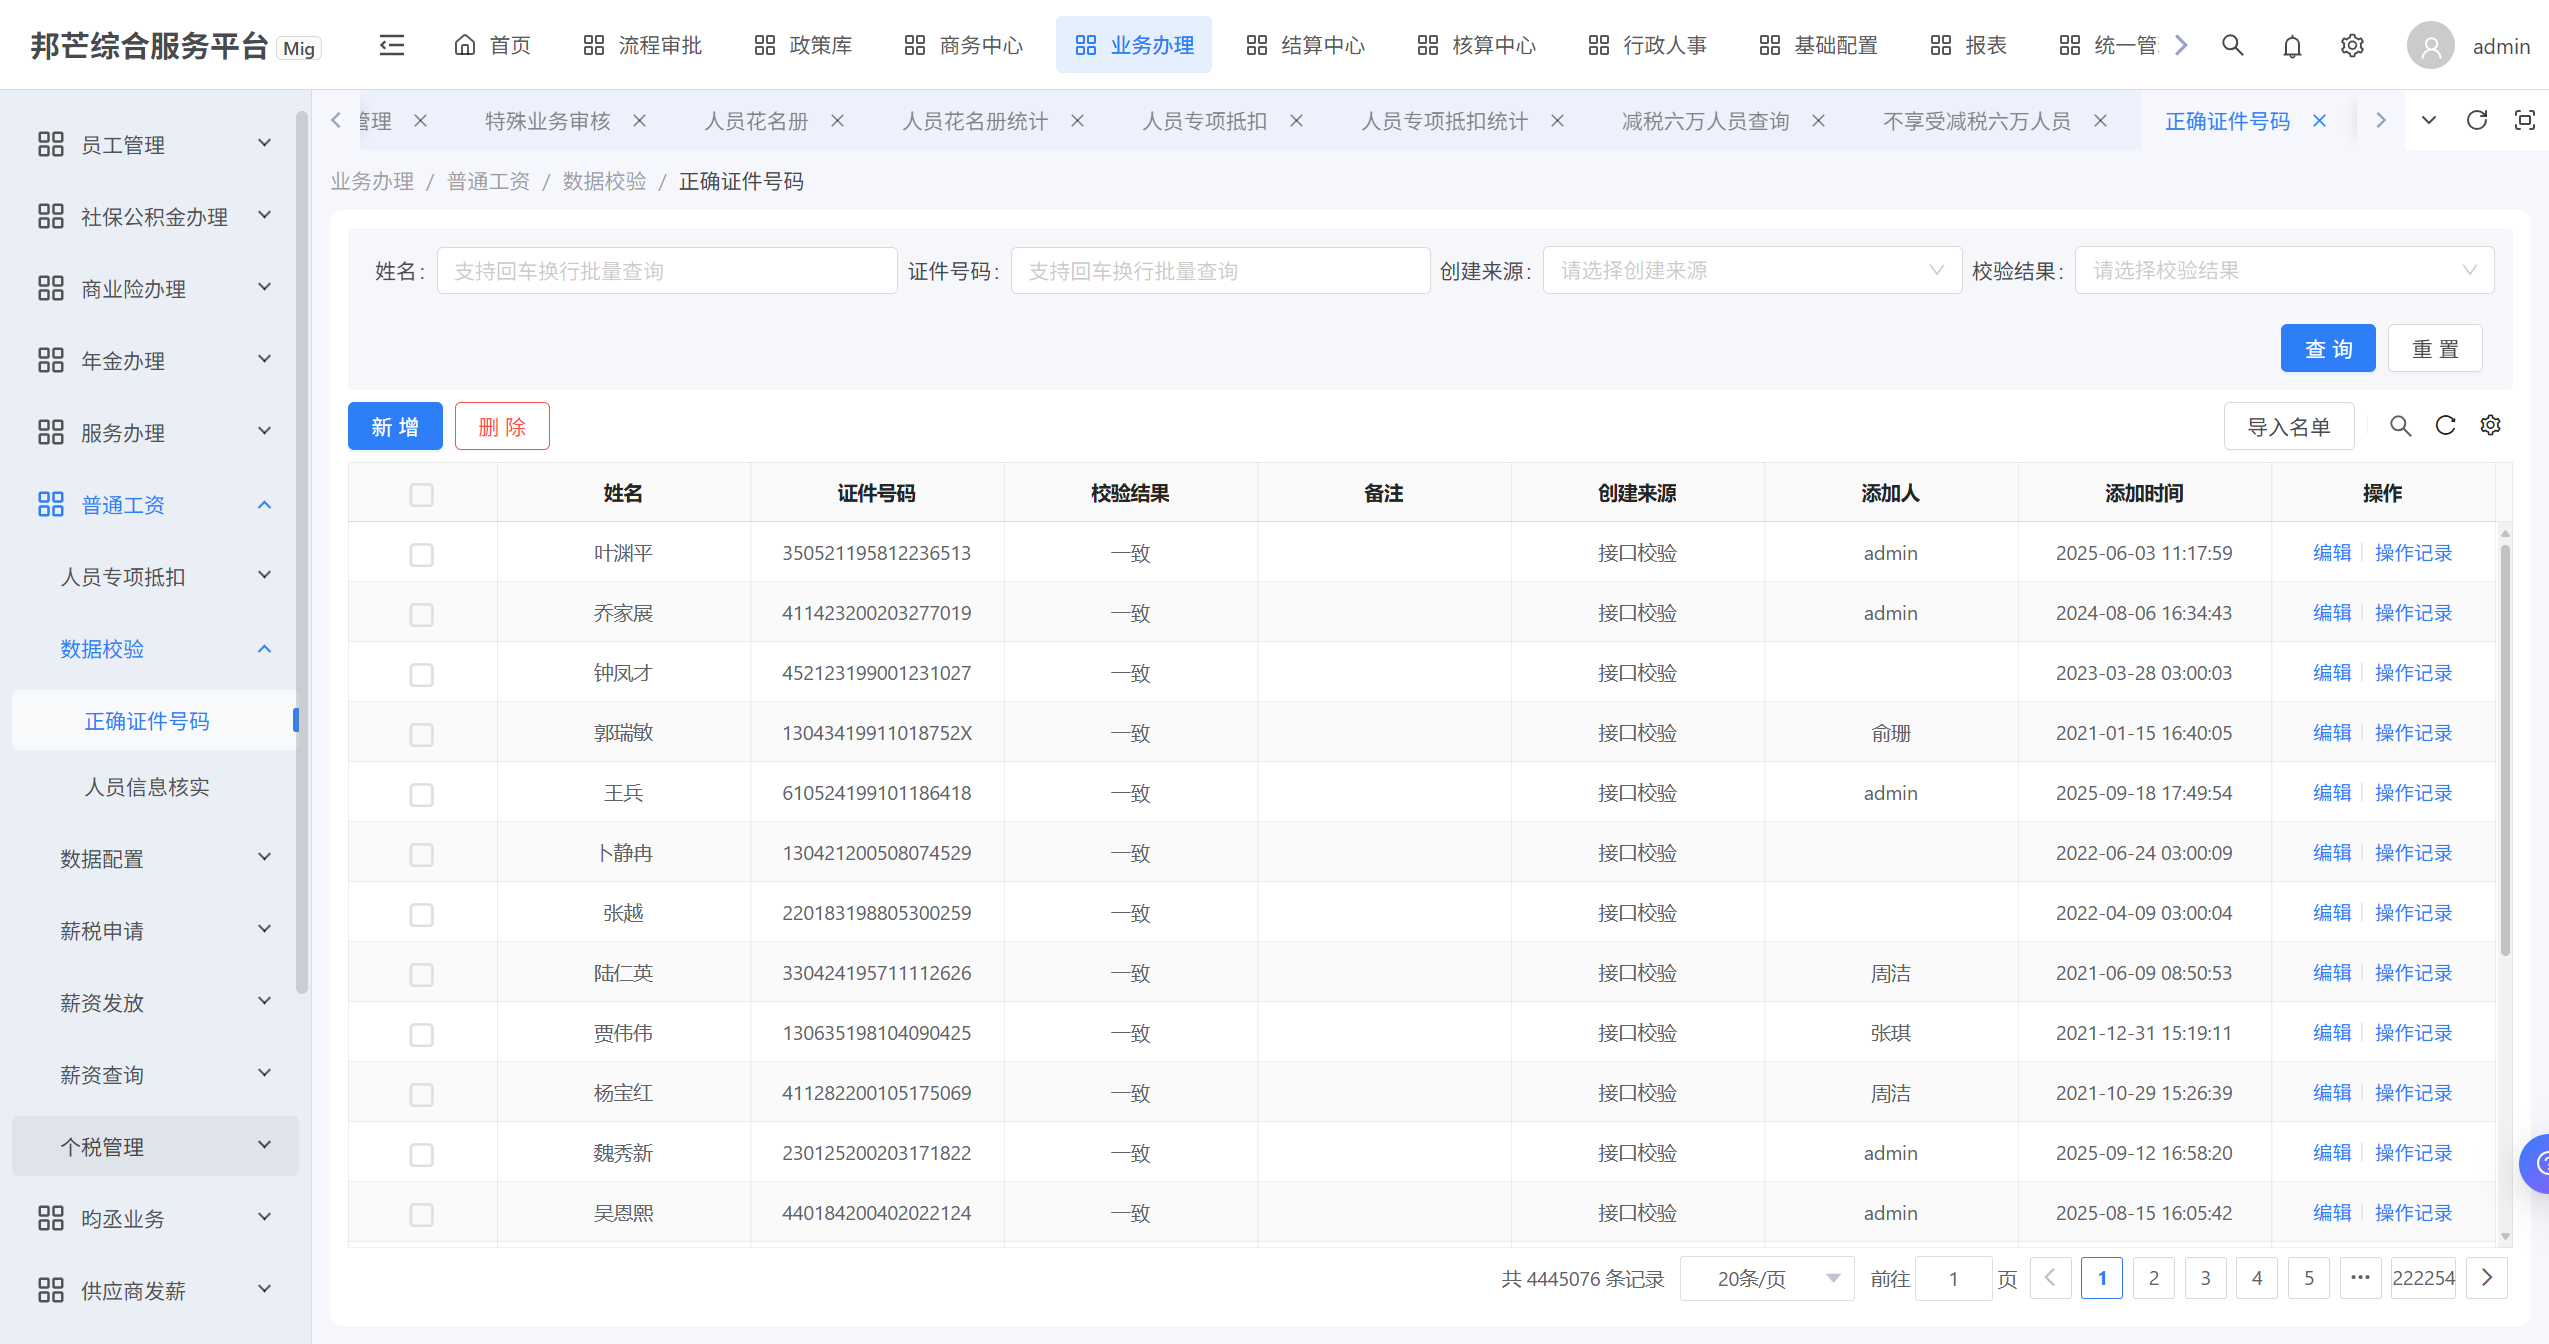 邦芒综合服务平台 Mig 首页 流程审批 政策库 商务中心 业务办理 结算中心 核算中心 行政人事 基础配置 报表 统一管 admin
管理 特殊业务审核 人员花名册 人员花名册统计 人员专项抵扣 人员专项抵扣统计 减税六万人员查询 不享受减税六万人员 正确证件号码
员工管理
社保公积金办理
商业险办理
年金办理
服务办理
普通工资
人员专项抵扣
数据校验
正确证件号码
人员信息核实
数据配置
薪税申请
薪资发放
薪资查询
个税管理
昀丞业务
供应商发薪
业务办理 / 普通工资 / 数据校验 / 正确证件号码
姓名: 支持回车换行批量查询 证件号码: 支持回车换行批量查询 创建来源: 请选择创建来源 校验结果: 请选择校验结果
查询 重置
新增 删除 导入名单
姓名 证件号码 校验结果 备注 创建来源 添加人 添加时间 操作
叶渊平 350521195812236513 一致 接口校验 admin 2025-06-03 11:17:59 编辑 操作记录
乔家展 411423200203277019 一致 接口校验 admin 2024-08-06 16:34:43 编辑 操作记录
钟凤才 452123199001231027 一致 接口校验 2023-03-28 03:00:03 编辑 操作记录
郭瑞敏 13043419911018752X 一致 接口校验 俞珊 2021-01-15 16:40:05 编辑 操作记录
王兵 610524199101186418 一致 接口校验 admin 2025-09-18 17:49:54 编辑 操作记录
卜静冉 130421200508074529 一致 接口校验 2022-06-24 03:00:09 编辑 操作记录
张越 220183198805300259 一致 接口校验 2022-04-09 03:00:04 编辑 操作记录
陆仁英 330424195711112626 一致 接口校验 周洁 2021-06-09 08:50:53 编辑 操作记录
贾伟伟 130635198104090425 一致 接口校验 张琪 2021-12-31 15:19:11 编辑 操作记录
杨宝红 411282200105175069 一致 接口校验 周洁 2021-10-29 15:26:39 编辑 操作记录
魏秀新 230125200203171822 一致 接口校验 admin 2025-09-12 16:58:20 编辑 操作记录
吴恩熙 440184200402022124 一致 接口校验 admin 2025-08-15 16:05:42 编辑 操作记录
共 4445076 条记录 20条/页 前往 1 页 1 2 3 4 5 ••• 222254